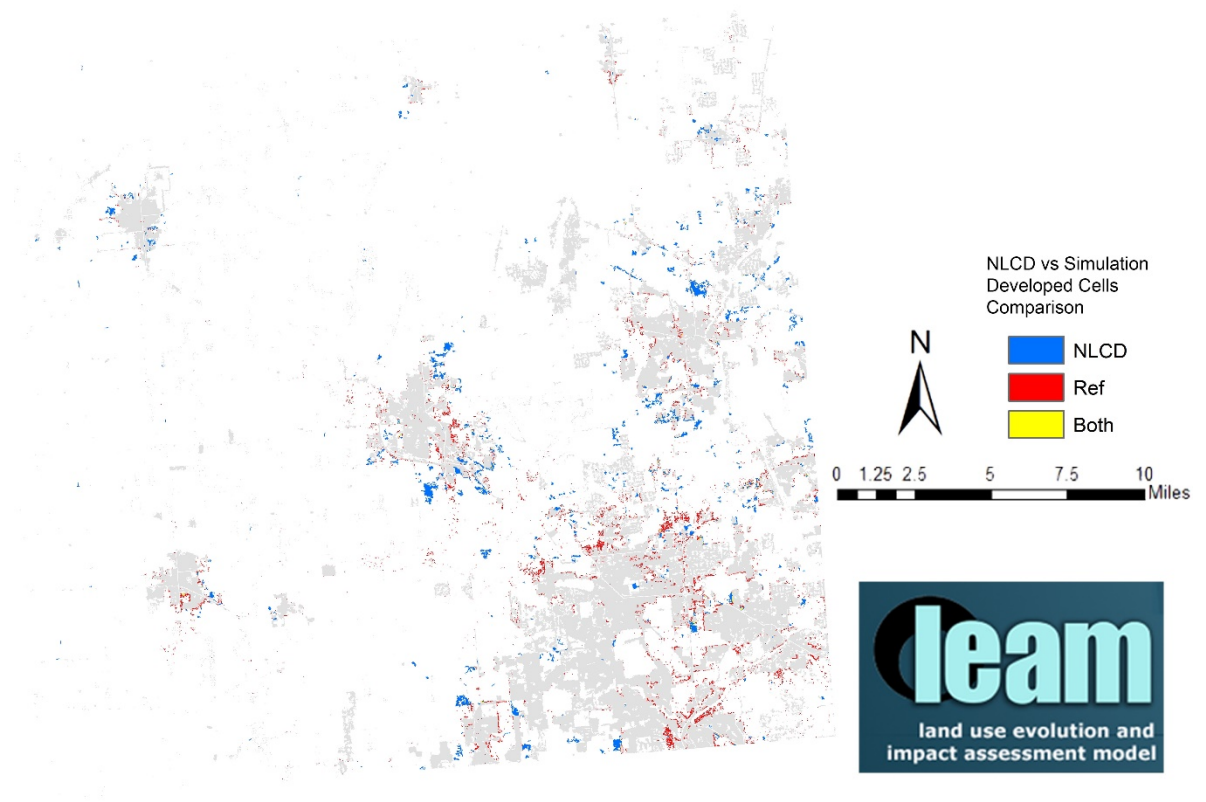 NLCD vs Simulation
Developed Cells
Comparison
N
NLCD
Ref
Both
0 1.25 2.5 5 7.5 10
Miles
leam
land use evolution and
impact assessment model